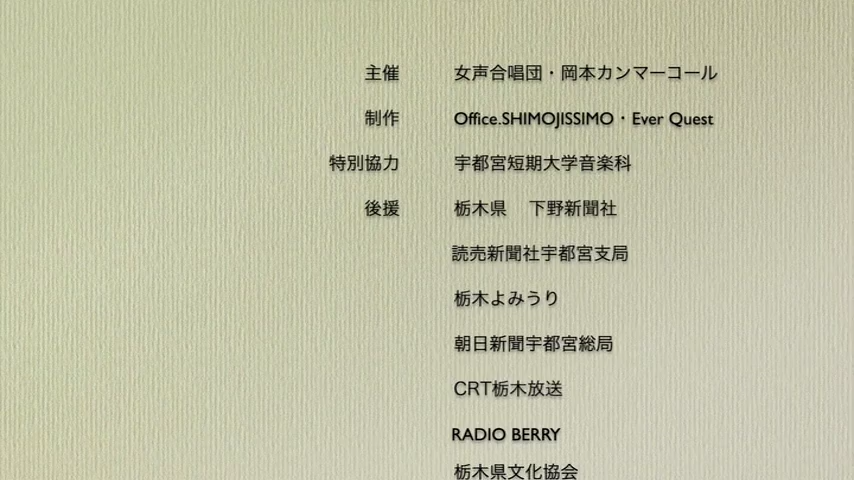 主催 女声合唱団・岡本カンマーコール
制作 Office.SHIMOJISSIMO・Ever Quest
特別協力 宇都宮短期大学音楽科
後援 栃木県 下野新聞社
読売新聞社宇都宮支局
栃木よみうり
朝日新聞宇都宮総局
CRT栃木放送
RADIO BERRY
栃木県文化協会